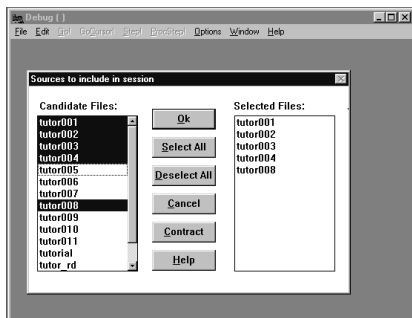 Debug ( )
File Edit Go! GoCursor Step! ProcStep! Options Window Help
Sources to include in session
Candidate Files:
tutor001
tutor002
tutor003
tutor004
tutor005
tutor006
tutor007
tutor008
tutor009
tutor010
tutor011
tutorial
tutor_rd
Ok
Select All
Deselect All
Cancel
Contract
Help
Selected Files:
tutor001
tutor002
tutor003
tutor004
tutor008